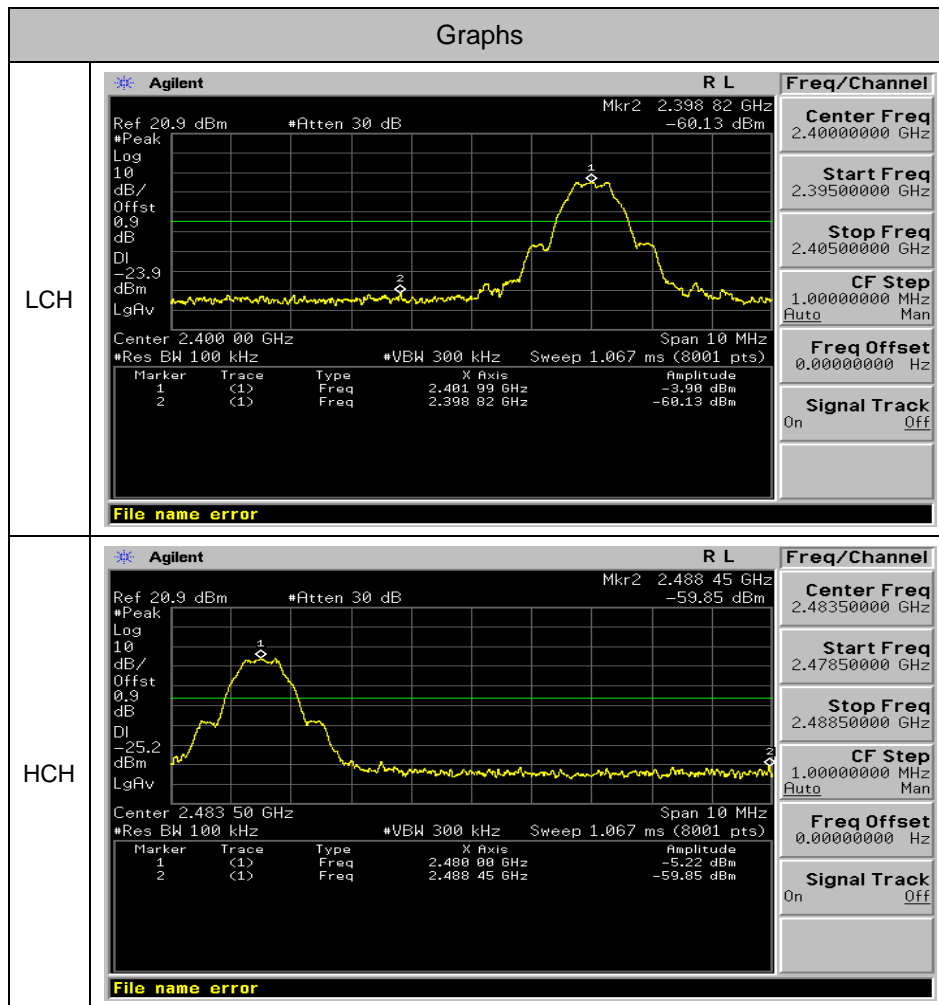 Graphs
LCH
Agilent R L Freq/Channel
Mkr2 2.398 82 GHz
Ref 20.9 dBm #Atten 30 dB -60.13 dBm
#Peak
Log
10
dB/
Offst
0.9
dB
DI
-23.9
dBm
LgAv
1
2
Center 2.400 00 GHz Span 10 MHz
#Res BW 100 kHz #VBW 300 kHz Sweep 1.067 ms (8001 pts)
Marker Trace Type X Axis Amplitude
1 (1) Freq 2.401 99 GHz -3.90 dBm
2 (1) Freq 2.398 82 GHz -60.13 dBm
File name error
Center Freq
2.40000000 GHz
Start Freq
2.39500000 GHz
Stop Freq
2.40500000 GHz
CF Step
1.00000000 MHz
Auto Man
Freq Offset
0.00000000 Hz
Signal Track
On Off
HCH
Agilent R L Freq/Channel
Mkr2 2.488 45 GHz
Ref 20.9 dBm #Atten 30 dB -59.85 dBm
#Peak
Log
10
dB/
Offst
0.9
dB
DI
-25.2
dBm
LgAv
1
2
Center 2.483 50 GHz Span 10 MHz
#Res BW 100 kHz #VBW 300 kHz Sweep 1.067 ms (8001 pts)
Marker Trace Type X Axis Amplitude
1 (1) Freq 2.480 00 GHz -5.22 dBm
2 (1) Freq 2.488 45 GHz -59.85 dBm
File name error
Center Freq
2.48350000 GHz
Start Freq
2.47850000 GHz
Stop Freq
2.48850000 GHz
CF Step
1.00000000 MHz
Auto Man
Freq Offset
0.00000000 Hz
Signal Track
On Off